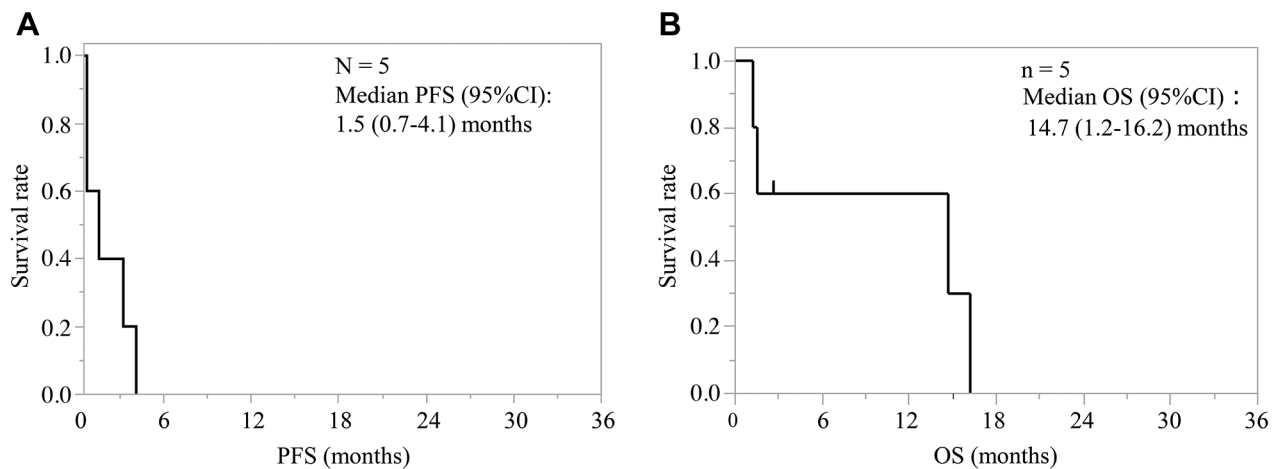 A
B
N = 5
Median PFS (95%CI):
1.5 (0.7-4.1) months
n = 5
Median OS (95%CI) :
14.7 (1.2-16.2) months
Survival rate
1.0
0.8
0.6
0.4
0.2
0.0
0 6 12 18 24 30 36
PFS (months)
Survival rate
1.0
0.8
0.6
0.4
0.2
0.0
0 6 12 18 24 30 36
OS (months)